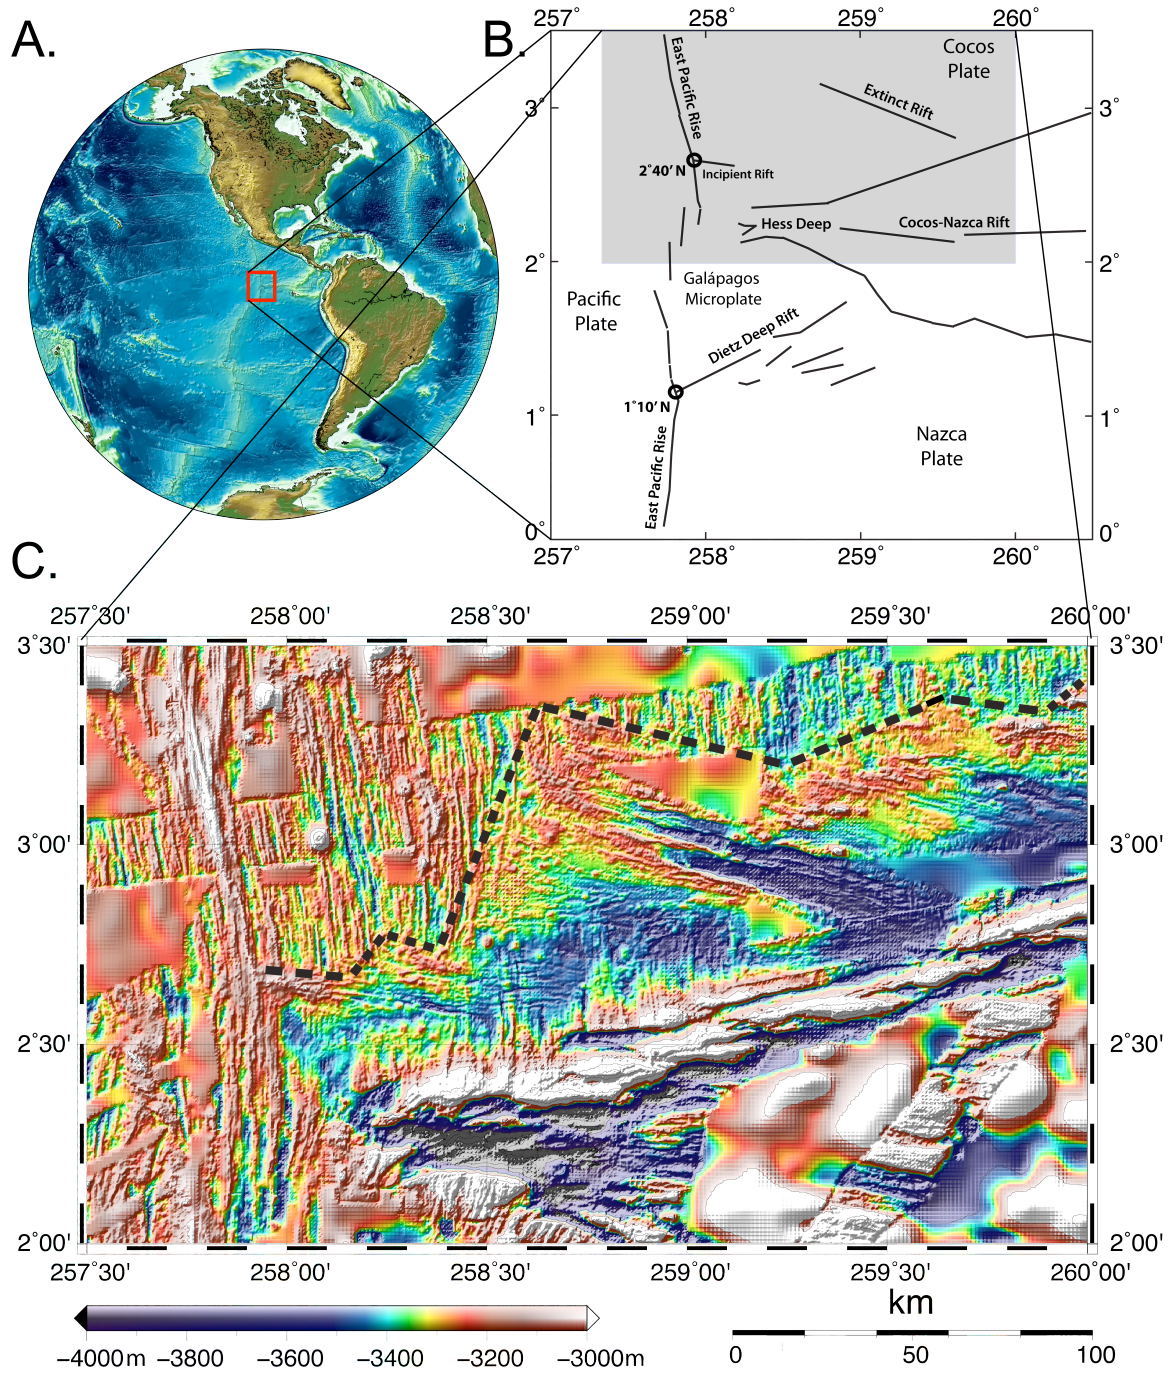 A.
B.
257˚
258˚
259˚
260˚
Cocos
Plate
East Pacific Rise
Extinct Rift
3˚
3˚
2˚40' N
Incipient Rift
Hess Deep
Cocos-Nazca Rift
2˚
2˚
Galápagos
Microplate
Pacific
Plate
Dietz Deep Rift
1˚10' N
1˚
1˚
East Pacific Rise
Nazca
Plate
0˚
0˚
257˚
258˚
259˚
260˚
C.
257˚30'
258˚00'
258˚30'
259˚00'
259˚30'
260˚00'
3˚30'
3˚30'
3˚00'
3˚00'
2˚30'
2˚30'
2˚00'
2˚00'
257˚30'
258˚00'
258˚30'
259˚00'
259˚30'
260˚00'
km
−4000m
−3800
−3600
−3400
−3200
−3000m
0
50
100